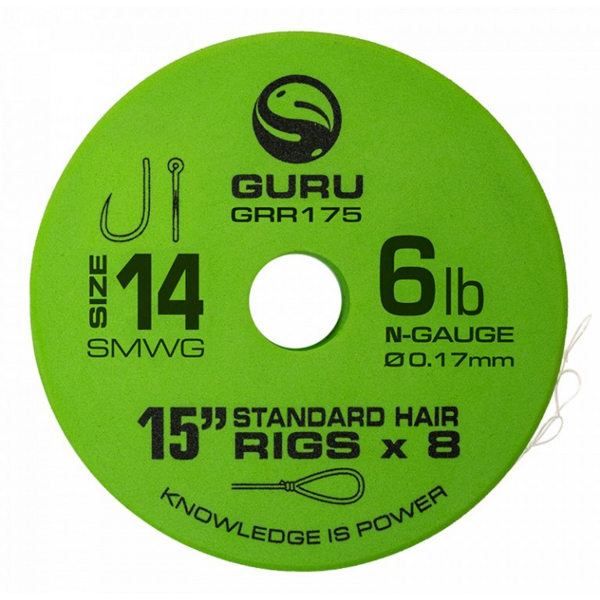 GURU
GRR175
SIZE 14
SMWG
6lb
N-GAUGE
Ø0.17mm
15” STANDARD HAIR
RIGS x 8
KNOWLEDGE IS POWER